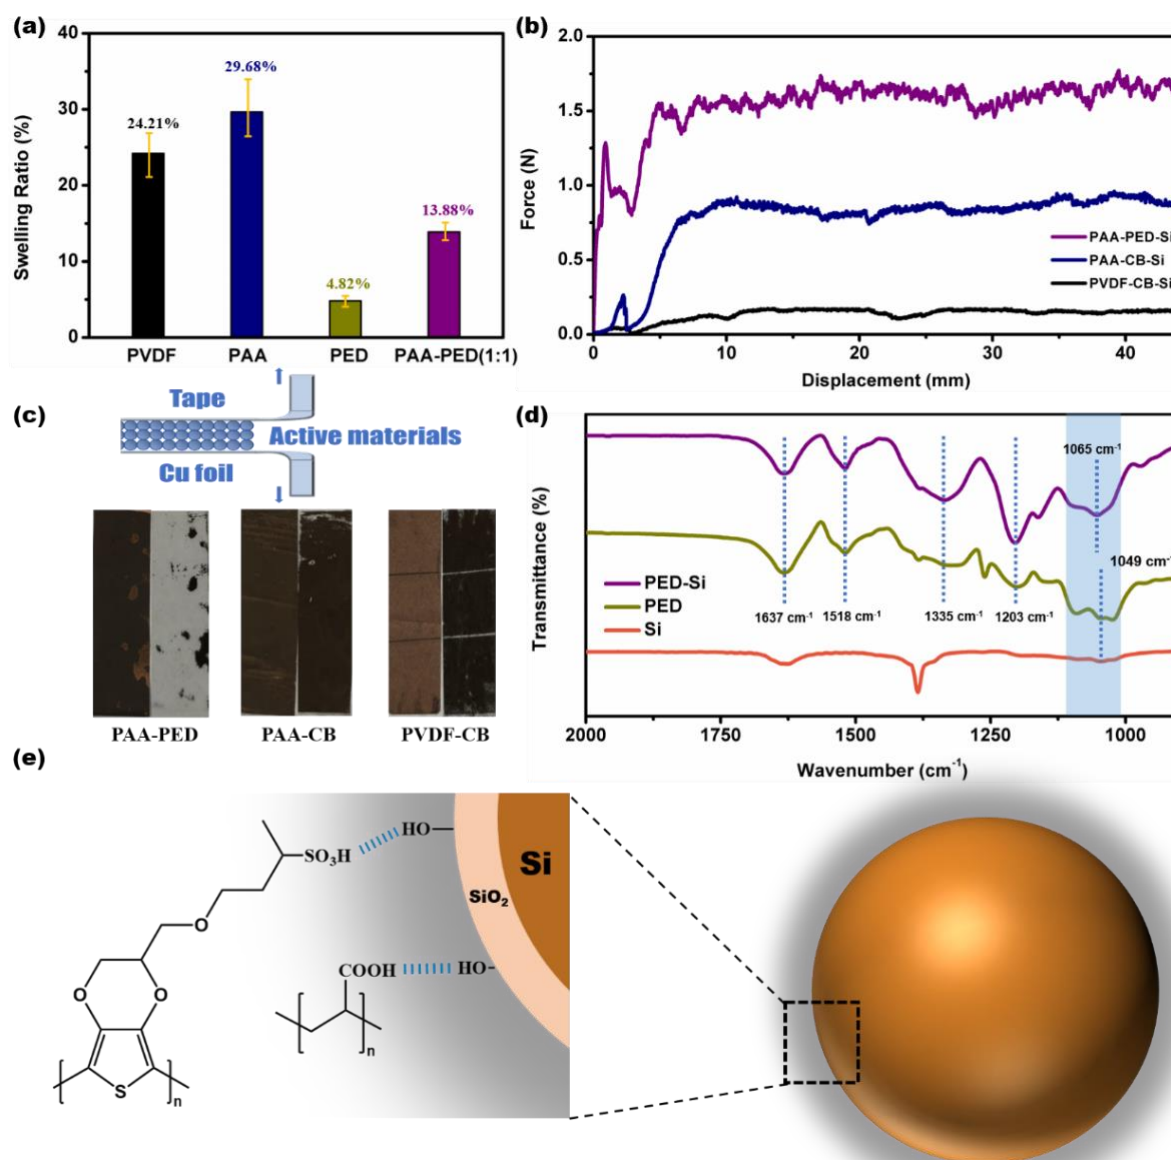 (a)
40
30
20
10
0
Swelling Ratio (%)
24.21%
29.68%
4.82%
13.88%
PVDF
PAA
PED
PAA-PED(1:1)
(b)
2.0
1.5
1.0
0.5
0.0
Force (N)
PAA-PED-Si
PAA-CB-Si
PVDF-CB-Si
0
10
20
30
40
Displacement (mm)
(c)
Tape
Active materials
Cu foil
PAA-PED
PAA-CB
PVDF-CB
(d)
Transmittance (%)
1065 cm-1
1049 cm-1
PED-Si
PED
Si
1637 cm-1
1518 cm-1
1335 cm-1
1203 cm-1
2000
1750
1500
1250
1000
Wavenumber (cm-1)
(e)
SO3H
HO
Si
SiO2
O
COOH
HO
n
O
O
S
n